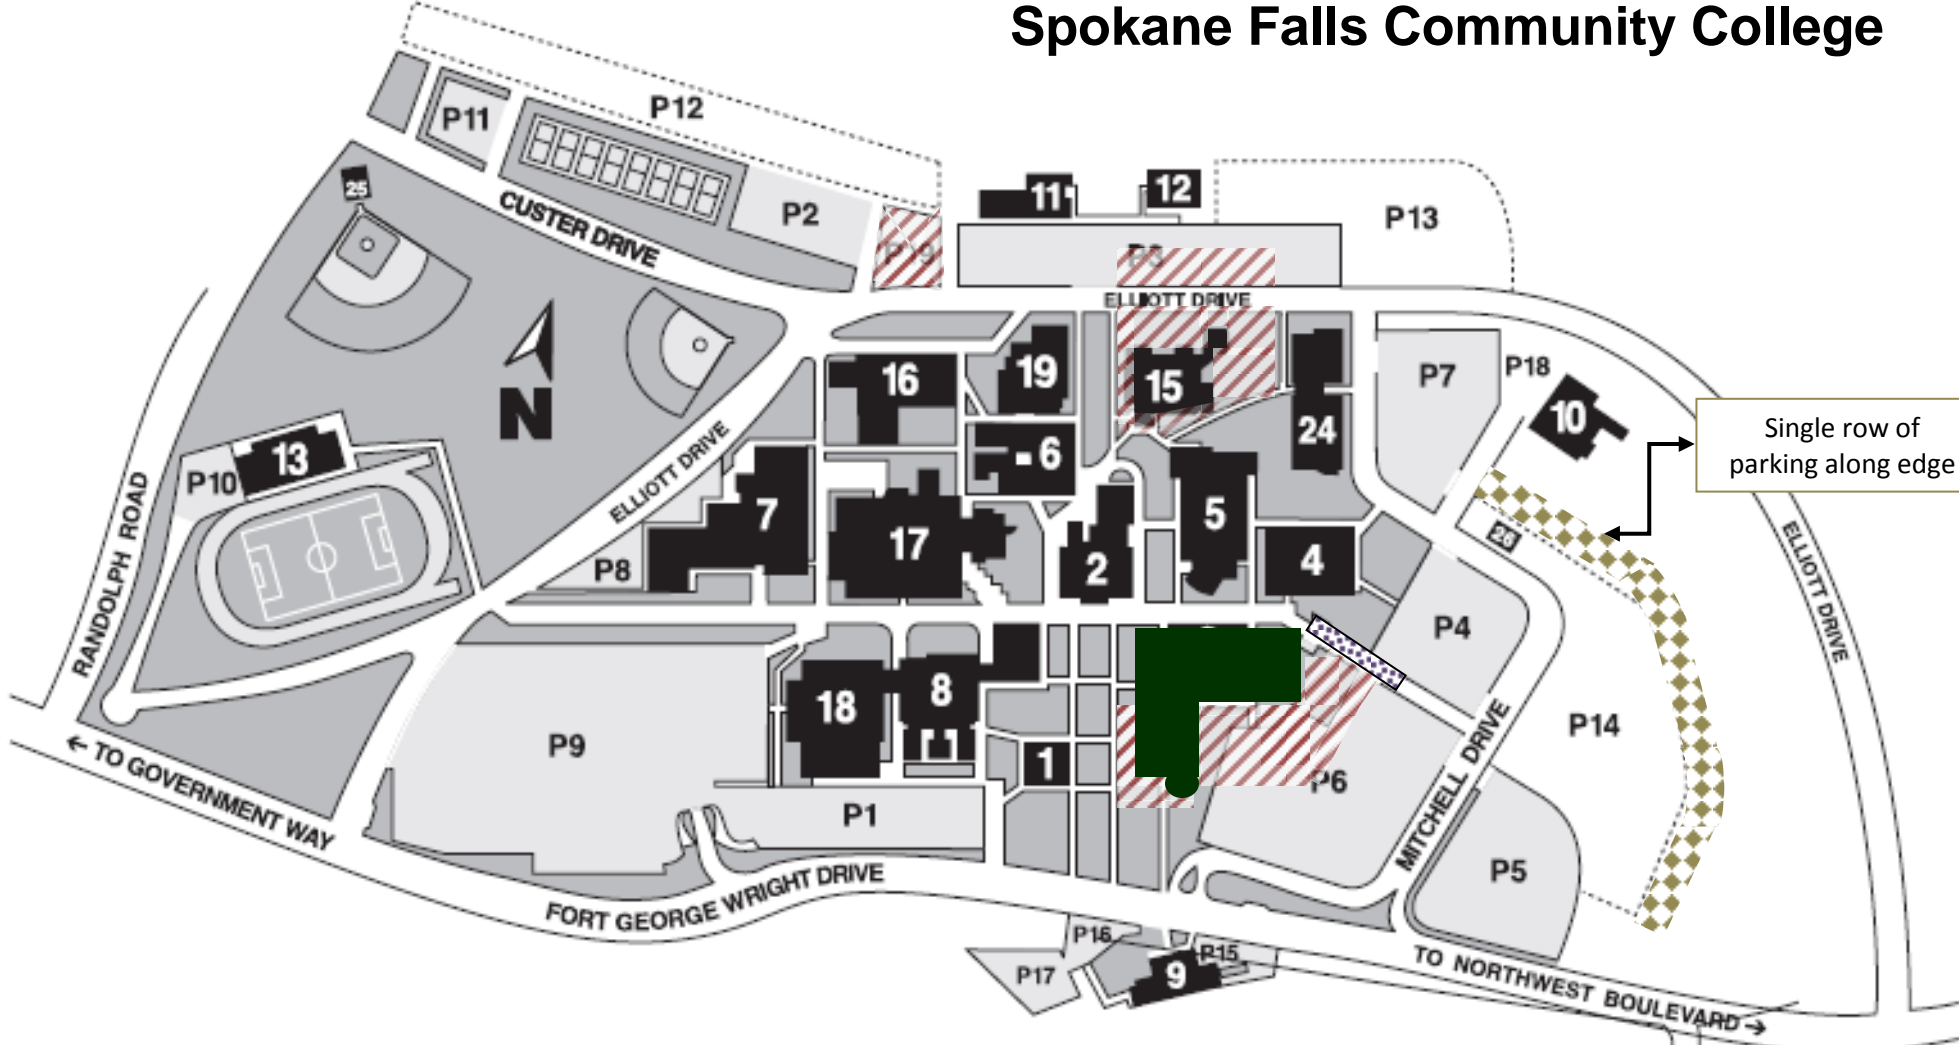 Spokane Falls Community College
P12
P11
25
P2
CUSTER DRIVE
11
12
P13
P3
ELLIOTT DRIVE
N
16
19
15
24
P7
P18
10
Single row of
parking along edge
13
P10
ELLIOTT DRIVE
6
7
17
5
2
4
26
P8
RANDOLPH ROAD
ELLIOTT DRIVE
P4
18
8
1
P9
P14
P6
MITCHELL DRIVE
P1
P5
← TO GOVERNMENT WAY
FORT GEORGE WRIGHT DRIVE
P16
P15
P17
9
TO NORTHWEST BOULEVARD →